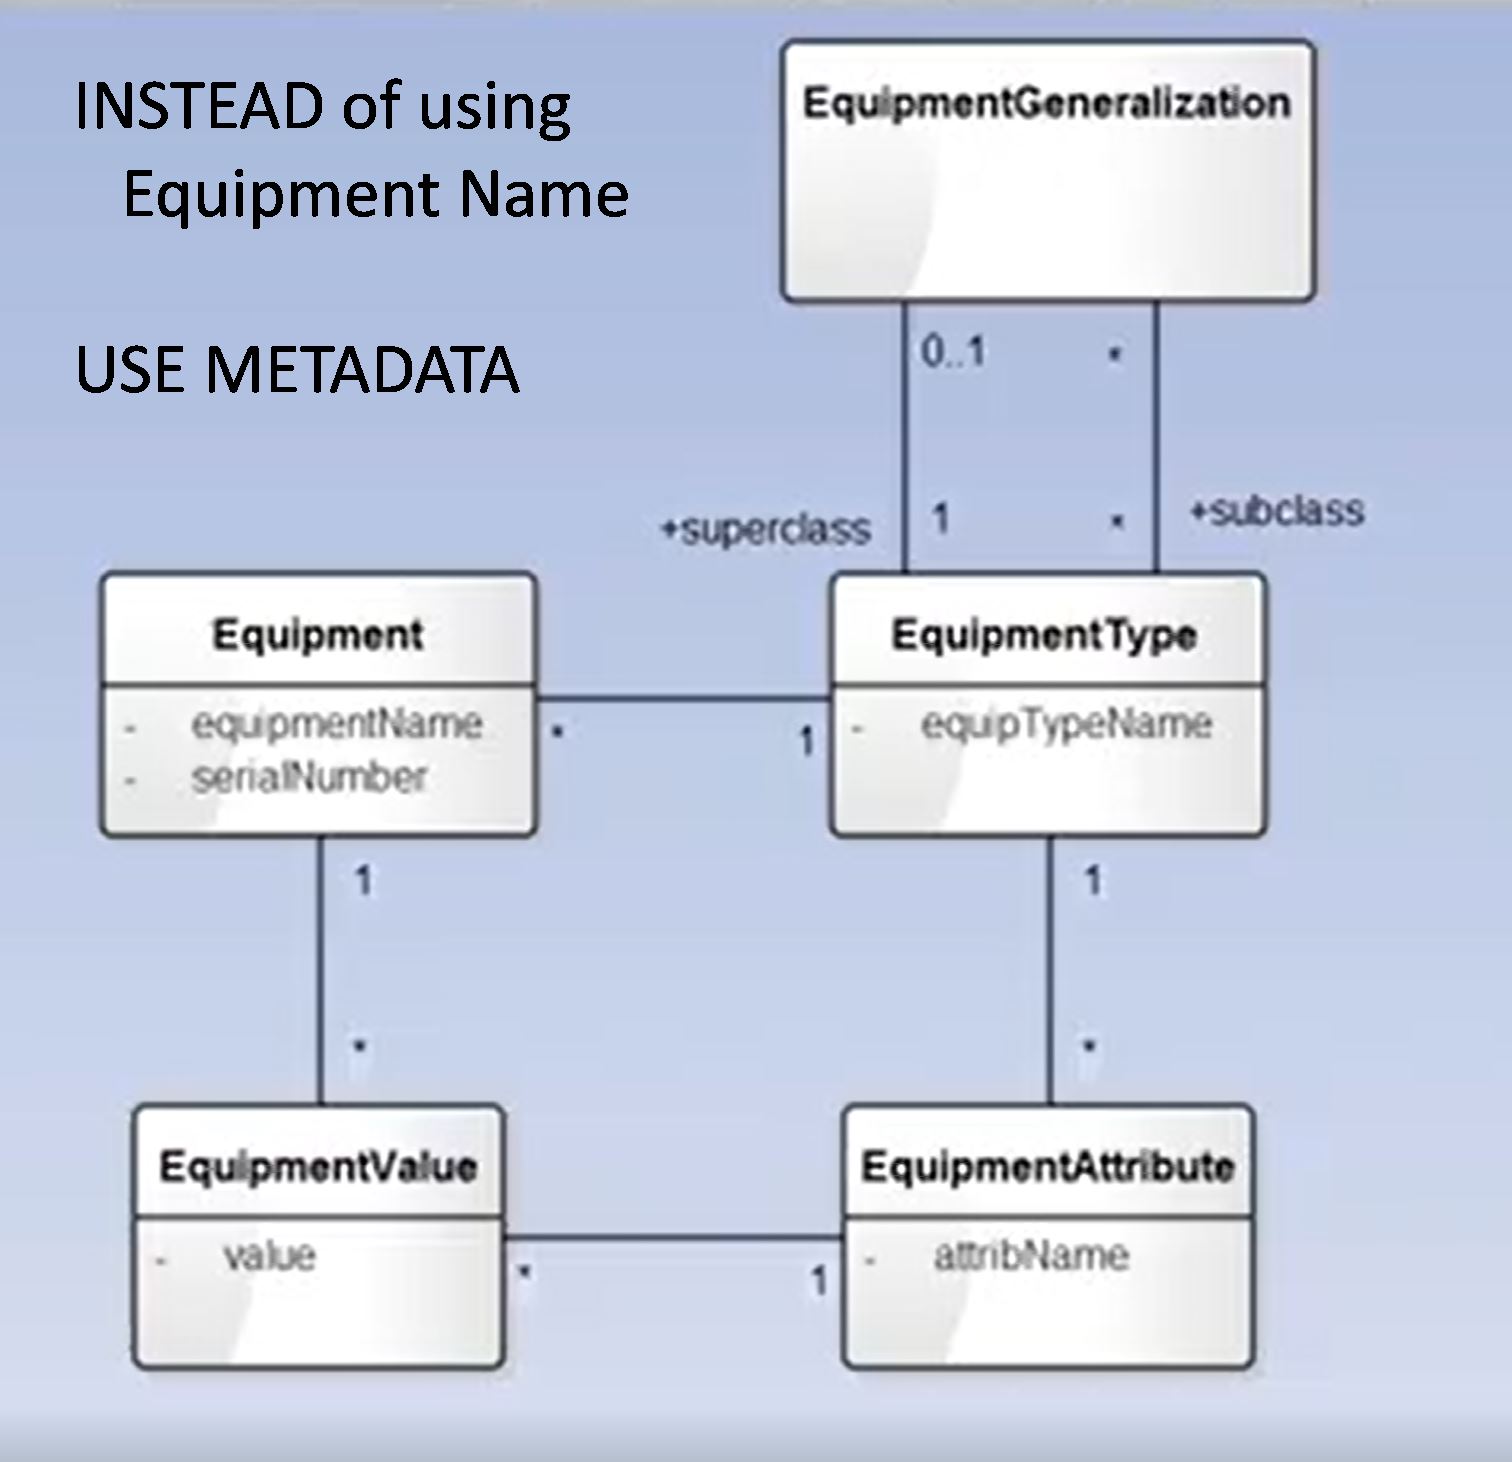 INSTEAD of using
Equipment Name
USE METADATA
EquipmentGeneralization
0..1 *
+superclass 1 * +subclass
Equipment
- equipmentName
- serialNumber
* 1
EquipmentType
- equipTypeName
1
*
1
*
EquipmentValue
- value
* 1
EquipmentAttribute
- attribName